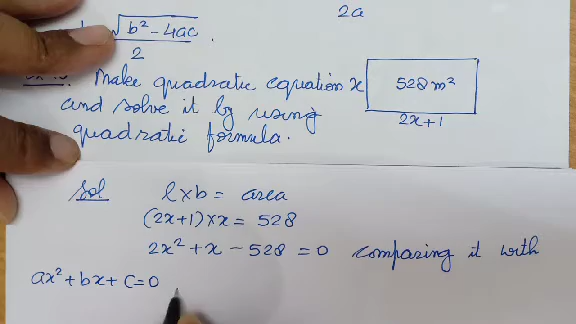 2a
√b² - 4ac
2
Make quadratic equation x 528 m²
and solve it by using 2x+1
quadratic formula.
Sol l x b = area
(2x+1) x x = 528
2x² + x - 528 = 0 comparing it with
ax² + bx + c = 0